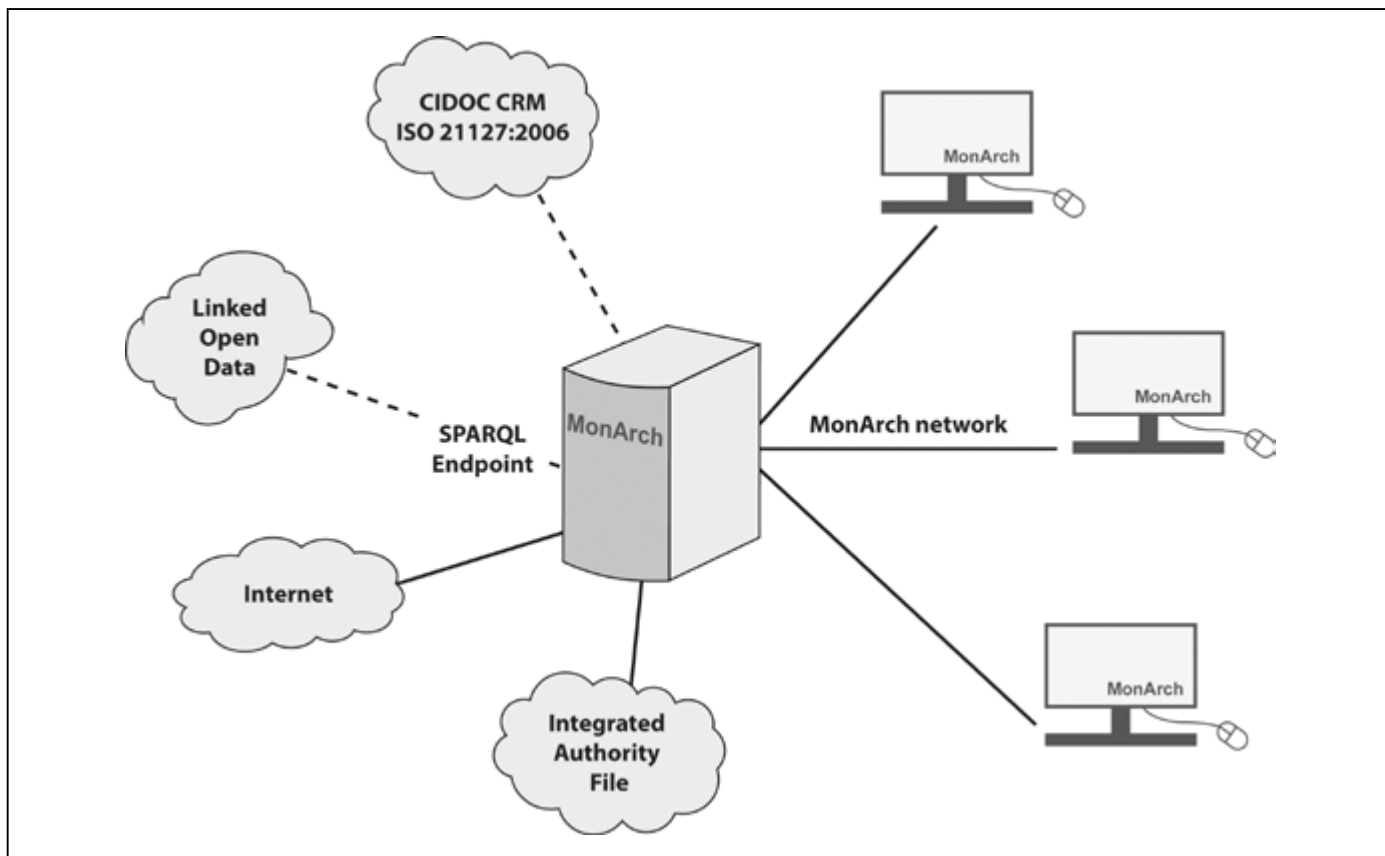 CIDOC CRM
ISO 21127:2006
MonArch
Linked
Open
Data
MonArch
SPARQL
Endpoint
MonArch
MonArch network
Internet
Integrated
Authority
File
MonArch